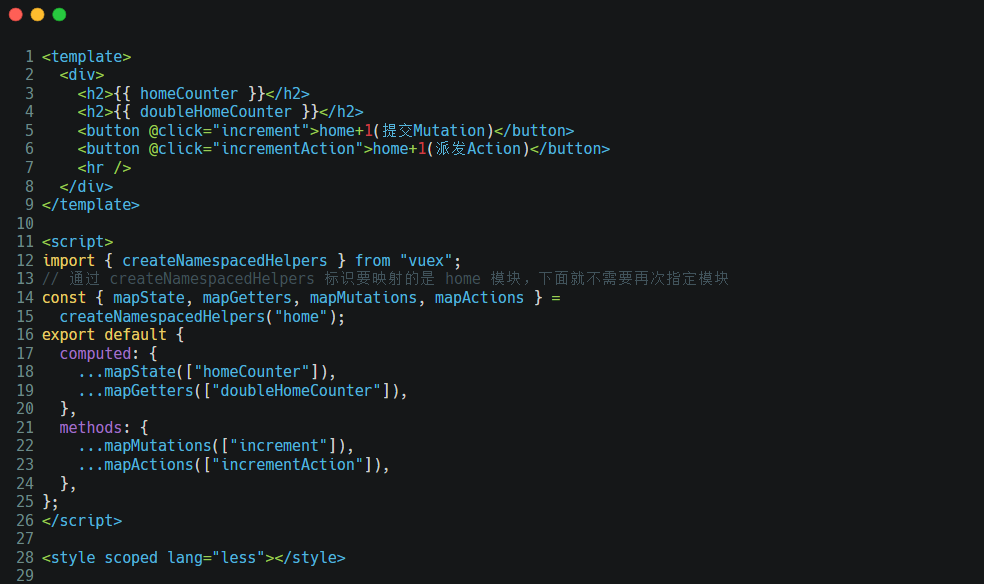 1 <template>
2   <div>
3     <h2>{{ homeCounter }}</h2>
4     <h2>{{ doubleHomeCounter }}</h2>
5     <button @click="increment">home+1(提交Mutation)</button>
6     <button @click="incrementAction">home+1(派发Action)</button>
7     <hr />
8   </div>
9 </template>
10
11 <script>
12 import { createNamespacedHelpers } from "vuex";
13 // 通过 createNamespacedHelpers 标识要映射的是 home 模块，下面就不需要再次指定模块
14 const { mapState, mapGetters, mapMutations, mapActions } =
15   createNamespacedHelpers("home");
16 export default {
17   computed: {
18     ...mapState(["homeCounter"]),
19     ...mapGetters(["doubleHomeCounter"]),
20   },
21   methods: {
22     ...mapMutations(["increment"]),
23     ...mapActions(["incrementAction"]),
24   },
25 };
26 </script>
27
28 <style scoped lang="less"></style>
29